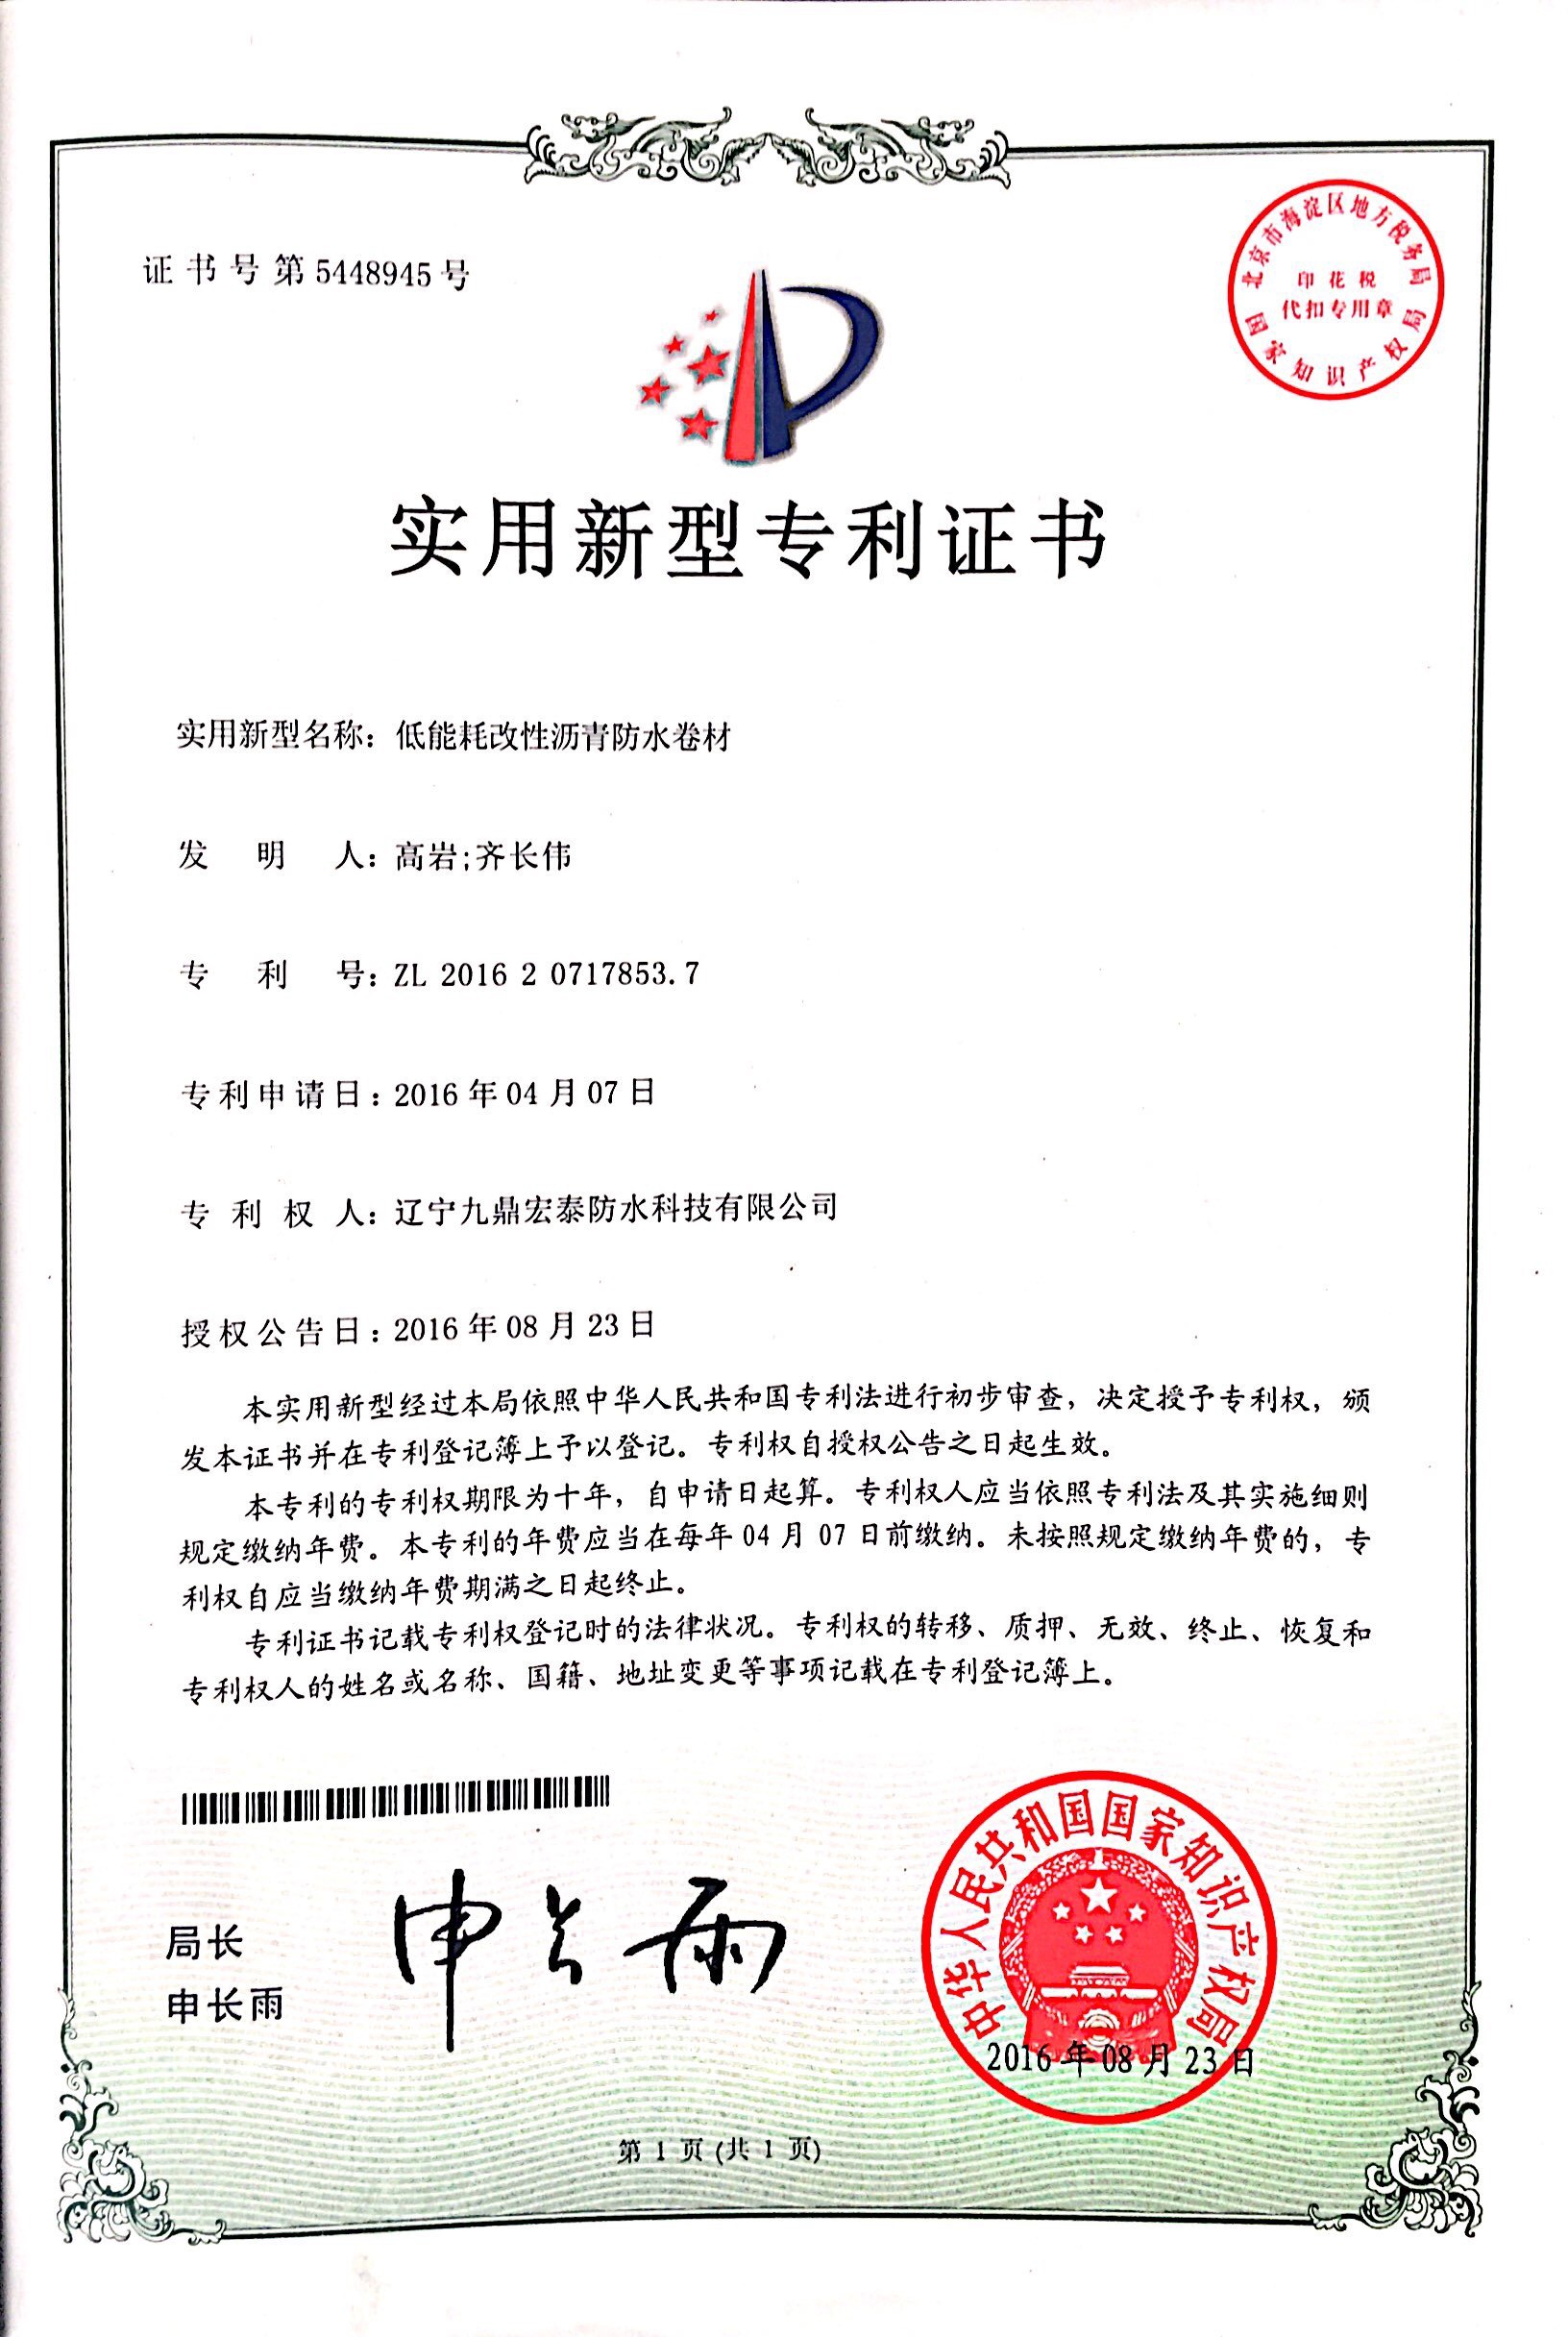 证书号第5448945号
北京市海淀区地方税务局
印花税
代扣专用章
国家知识产权局
实用新型专利证书
实用新型名称：低能耗改性沥青防水卷材
发明人：高岩;齐长伟
专利号：ZL 2016 2 0717853.7
专利申请日：2016年04月07日
专利权人：辽宁九鼎宏泰防水科技有限公司
授权公告日：2016年08月23日
本实用新型经过本局依照中华人民共和国专利法进行初步审查，决定授予专利权，颁
发本证书并在专利登记簿上予以登记。专利权自授权公告之日起生效。
本专利的专利权期限为十年，自申请日起算。专利权人应当依照专利法及其实施细则
规定缴纳年费。本专利的年费应当在每年04月07日前缴纳。未按照规定缴纳年费的，专
利权自应当缴纳年费期满之日起终止。
专利证书记载专利权登记时的法律状况。专利权的转移、质押、无效、终止、恢复和
专利权人的姓名或名称、国籍、地址变更等事项记载在专利登记簿上。
局长
申长雨
申长雨
中华人民共和国国家知识产权局
2016年08月23日
第1页(共1页)